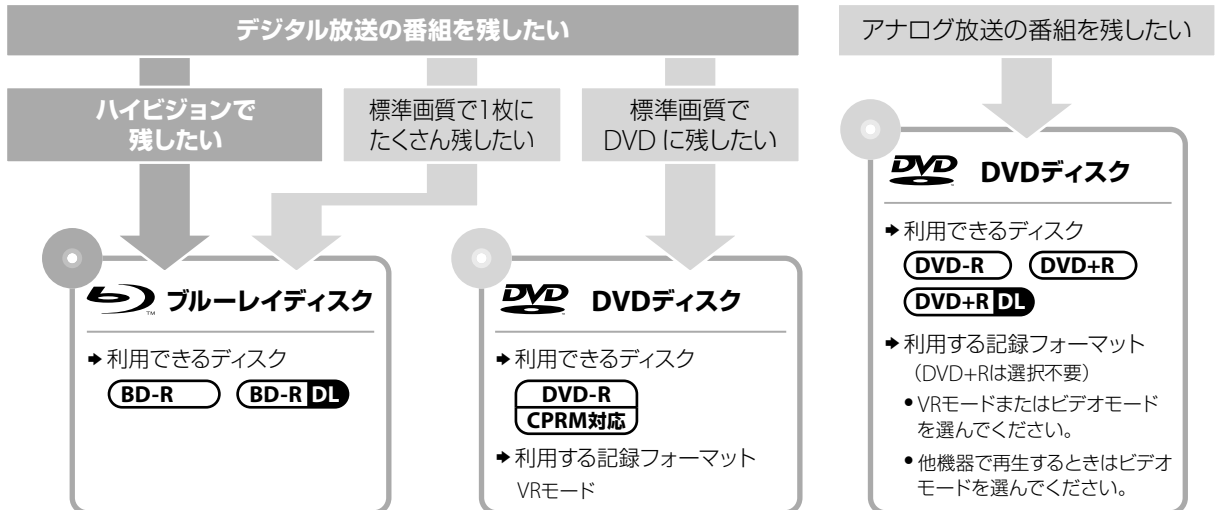 デジタル放送の番組を残したい
ハイビジョンで
残したい
標準画質で1枚に
たくさん残したい
標準画質で
DVD に残したい
ブルーレイディスク
TM
➜利用できるディスク
BD-R
BD-R DL
DVD DVDディスク
➜利用できるディスク
DVD-R
CPRM対応
➜利用する記録フォーマット
VRモード
アナログ放送の番組を残したい
DVD DVDディスク
➜利用できるディスク
DVD-R DVD+R
DVD+R DL
➜利用する記録フォーマット
(DVD+Rは選択不要)
•VRモードまたはビデオモード
を選んでください。
•他機器で再生するときはビデオ
モードを選んでください。